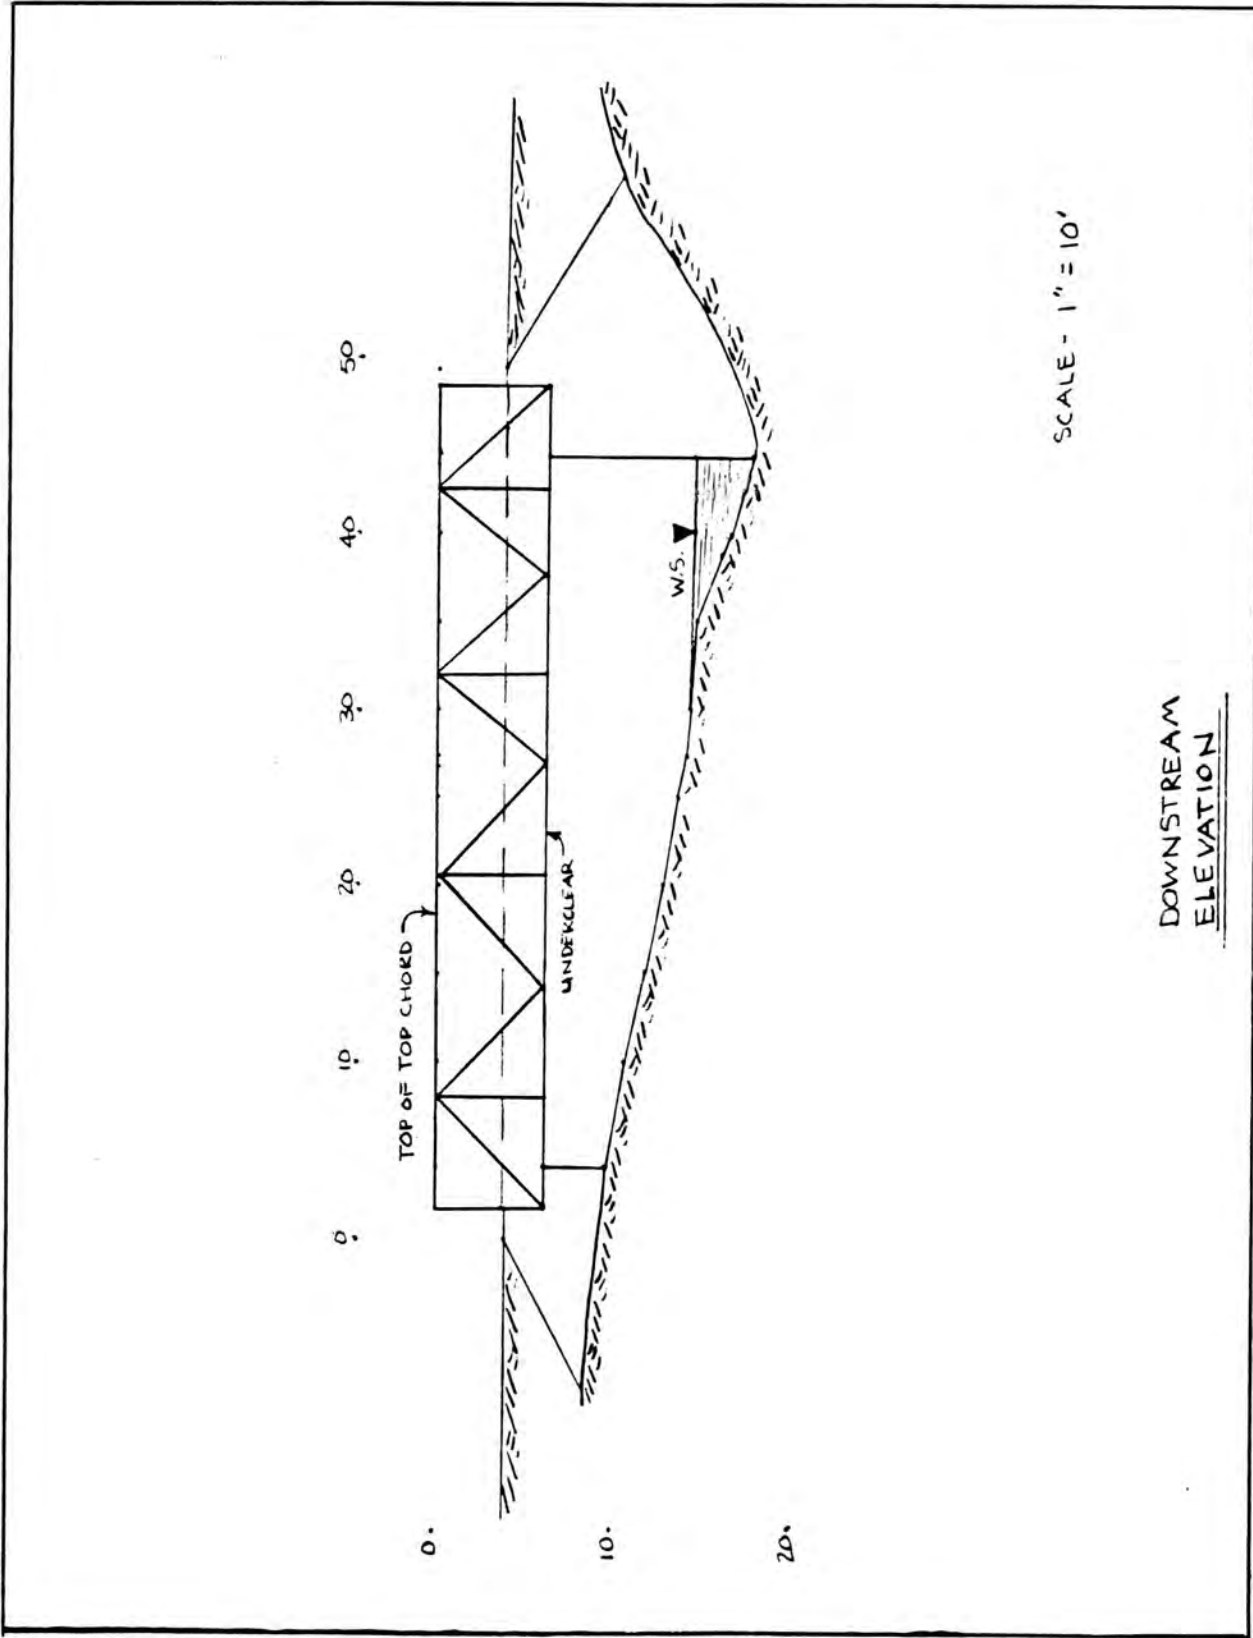 0. 10. 20. 30. 40. 50.
TOP OF TOP CHORD
0.
10.
20.
UNDERCLEAR
W.S.
SCALE - 1" = 10'
DOWNSTREAM
ELEVATION